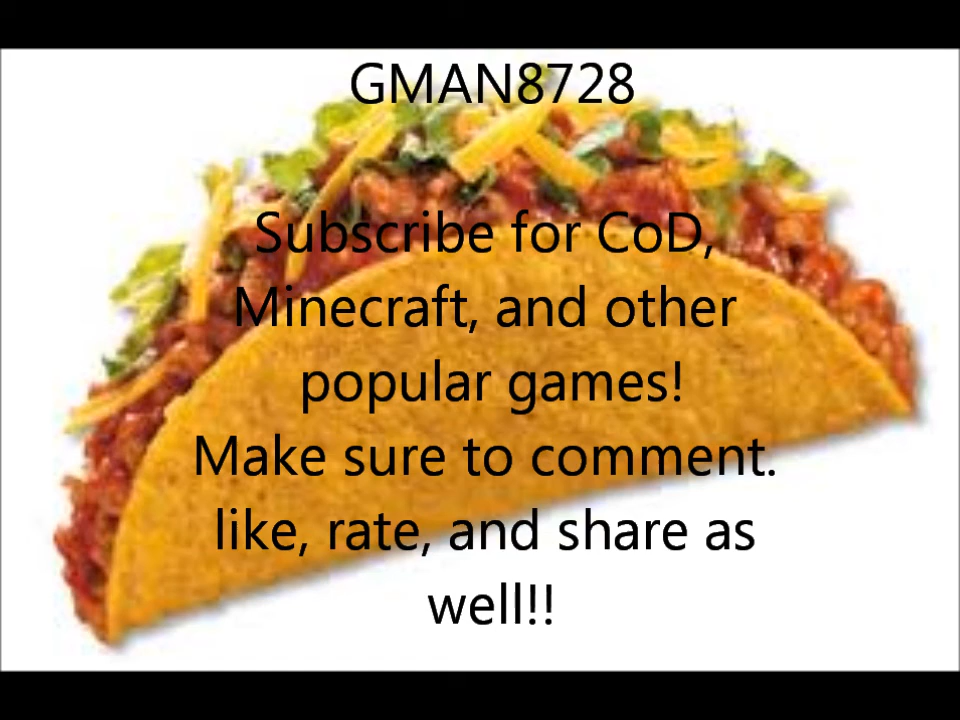 GMAN8728
Subscribe for CoD,
Minecraft, and other
popular games!
Make sure to comment.
like, rate, and share as
well!!